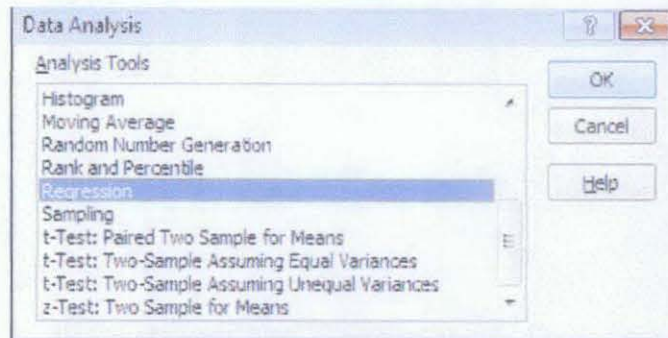 Data Analysis
Analysis Tools
Histogram
Moving Average
Random Number Generation
Rank and Percentile
Regression
Sampling
t-Test: Paired Two Sample for Means
t-Test: Two-Sample Assuming Equal Variances
t-Test: Two-Sample Assuming Unequal Variances
z-Test: Two Sample for Means
OK
Cancel
Help